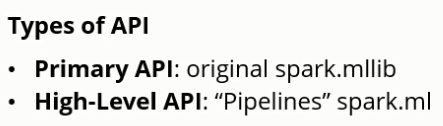 Types of API
• Primary API: original spark.mllib
• High-Level API: “Pipelines” spark.ml